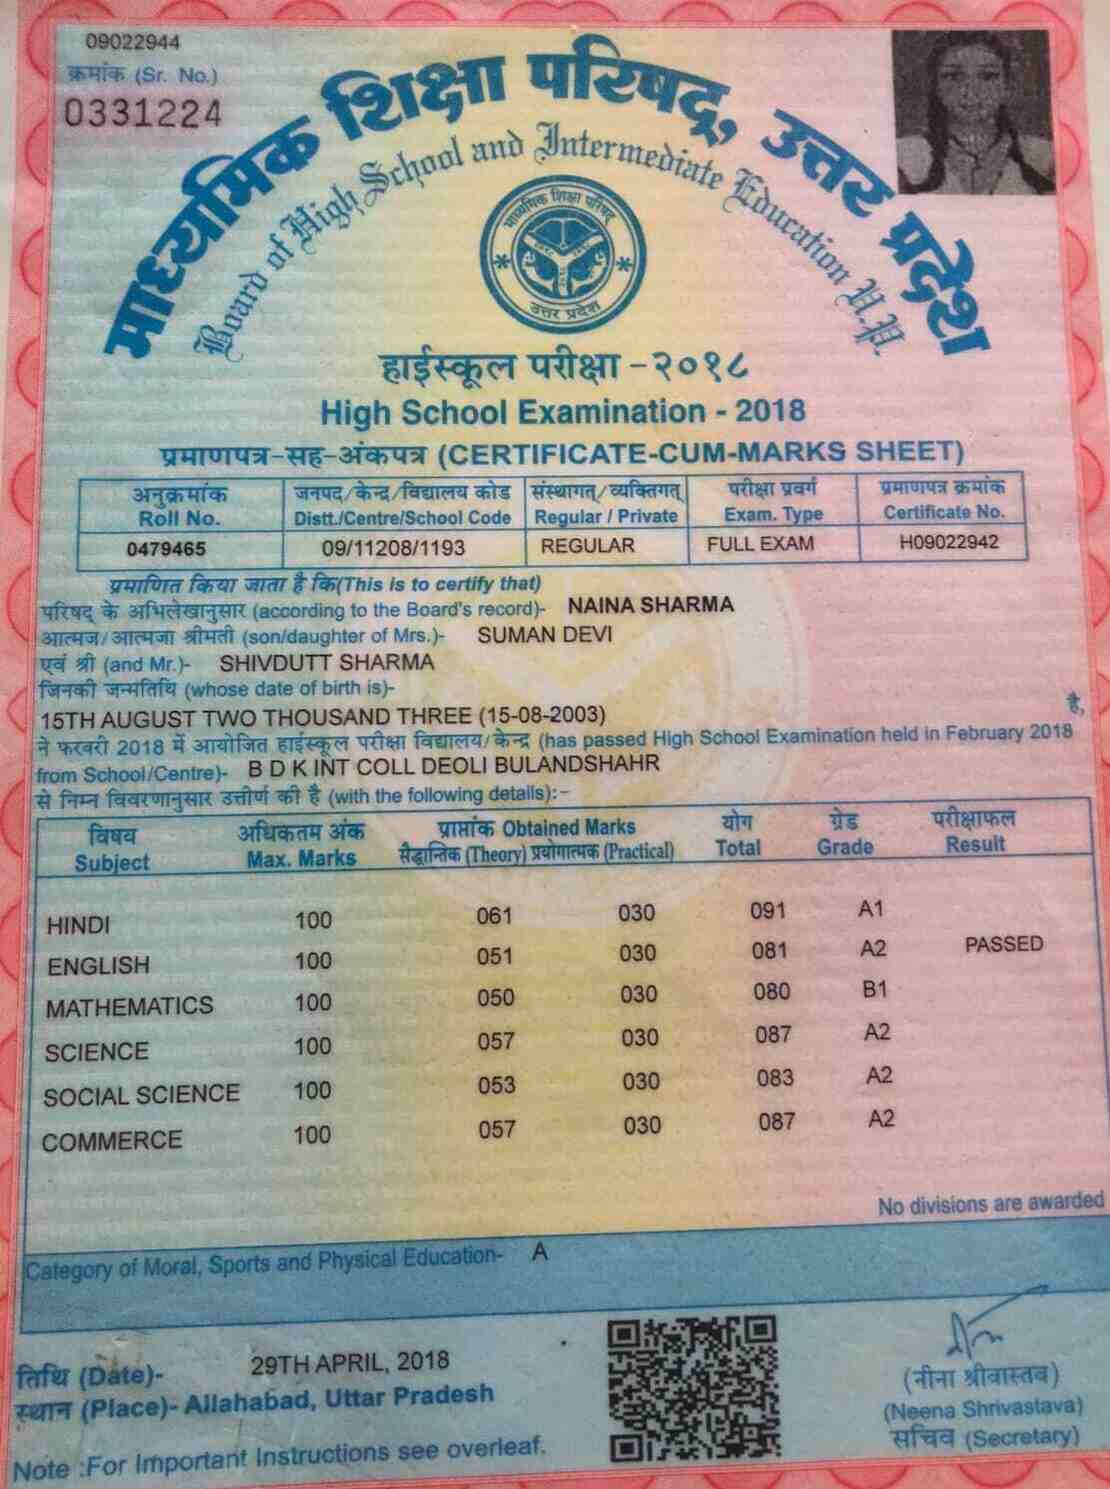 09022944
क्रमांक (Sr. No.)
0331224
माध्यमिक शिक्षा परिषद्, उत्तर प्रदेश
Board of High School and Intermediate Education U.P.
माध्यमिक शिक्षा परिषद्
उत्तर प्रदेश
हाईस्कूल परीक्षा - २०१८
High School Examination - 2018
प्रमाणपत्र-सह-अंकपत्र (CERTIFICATE-CUM-MARKS SHEET)
अनुक्रमांक जनपद/केन्द्र/विद्यालय कोड संस्थागत/व्यक्तिगत् परीक्षा प्रवर्ग प्रमाणपत्र क्रमांक
Roll No. Distt./Centre/School Code Regular / Private Exam. Type Certificate No.
0479465 09/11208/1193 REGULAR FULL EXAM H09022942
प्रमाणित किया जाता है कि(This is to certify that)
परिषद् के अभिलेखानुसार (according to the Board's record)- NAINA SHARMA
आत्मज/आत्मजा श्रीमती (son/daughter of Mrs.)- SUMAN DEVI
एवं श्री (and Mr.)- SHIVDUTT SHARMA
जिनकी जन्मतिथि (whose date of birth is)-
15TH AUGUST TWO THOUSAND THREE (15-08-2003) है,
ने फरवरी 2018 में आयोजित हाईस्कूल परीक्षा विद्यालय/केन्द्र (has passed High School Examination held in February 2018
from School/Centre)- B D K INT COLL DEOLI BULANDSHAHR
से निम्न विवरणानुसार उत्तीर्ण की है (with the following details):-
विषय अधिकतम अंक प्राप्तांक Obtained Marks योग ग्रेड परीक्षाफल
Subject Max. Marks सैद्धान्तिक (Theory) प्रयोगात्मक (Practical) Total Grade Result
HINDI 100 061 030 091 A1
ENGLISH 100 051 030 081 A2 PASSED
MATHEMATICS 100 050 030 080 B1
SCIENCE 100 057 030 087 A2
SOCIAL SCIENCE 100 053 030 083 A2
COMMERCE 100 057 030 087 A2
No divisions are awarded
Category of Moral, Sports and Physical Education- A
तिथि (Date)- 29TH APRIL, 2018
स्थान (Place)- Allahabad, Uttar Pradesh
Note :For Important Instructions see overleaf.
(नीना श्रीवास्तव)
(Neena Shrivastava)
सचिव (Secretary)